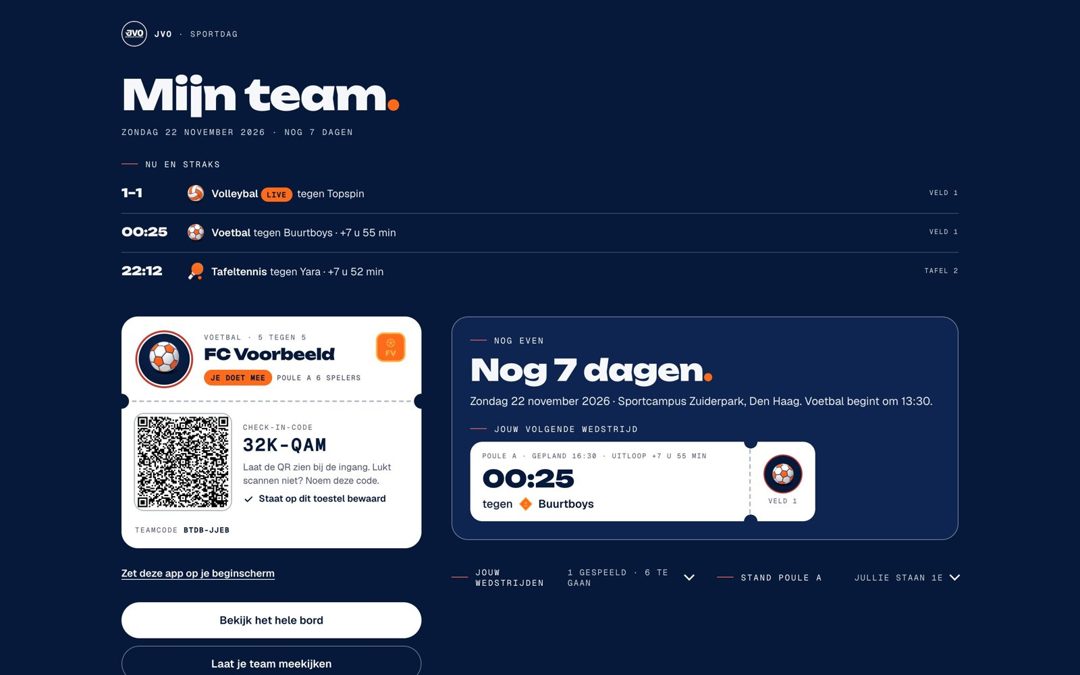 JVO JVO · SPORTDAG
Mijn team.
ZONDAG 22 NOVEMBER 2026 · NOG 7 DAGEN
NU EN STRAKS
1–1 Volleybal LIVE tegen Topspin VELD 1
00:25 Voetbal tegen Buurtboys · +7 u 55 min VELD 1
22:12 Tafeltennis tegen Yara · +7 u 52 min TAFEL 2
VOETBAL · 5 TEGEN 5
FC Voorbeeld
FV
JE DOET MEE POULE A 6 SPELERS
CHECK-IN-CODE
32K-QAM
Laat de QR zien bij de ingang. Lukt
scannen niet? Noem deze code.
Staat op dit toestel bewaard
TEAMCODE BTDB-JJEB
Zet deze app op je beginscherm
Bekijk het hele bord
Laat je team meekijken
NOG EVEN
Nog 7 dagen.
Zondag 22 november 2026 · Sportcampus Zuiderpark, Den Haag. Voetbal begint om 13:30.
JOUW VOLGENDE WEDSTRIJD
POULE A · GEPLAND 16:30 · UITLOOP +7 U 55 MIN
00:25
tegen Buurtboys
VELD 1
JOUW
WEDSTRIJDEN
1 GESPEELD · 6 TE
GAAN
STAND POULE A
JULLIE STAAN 1E